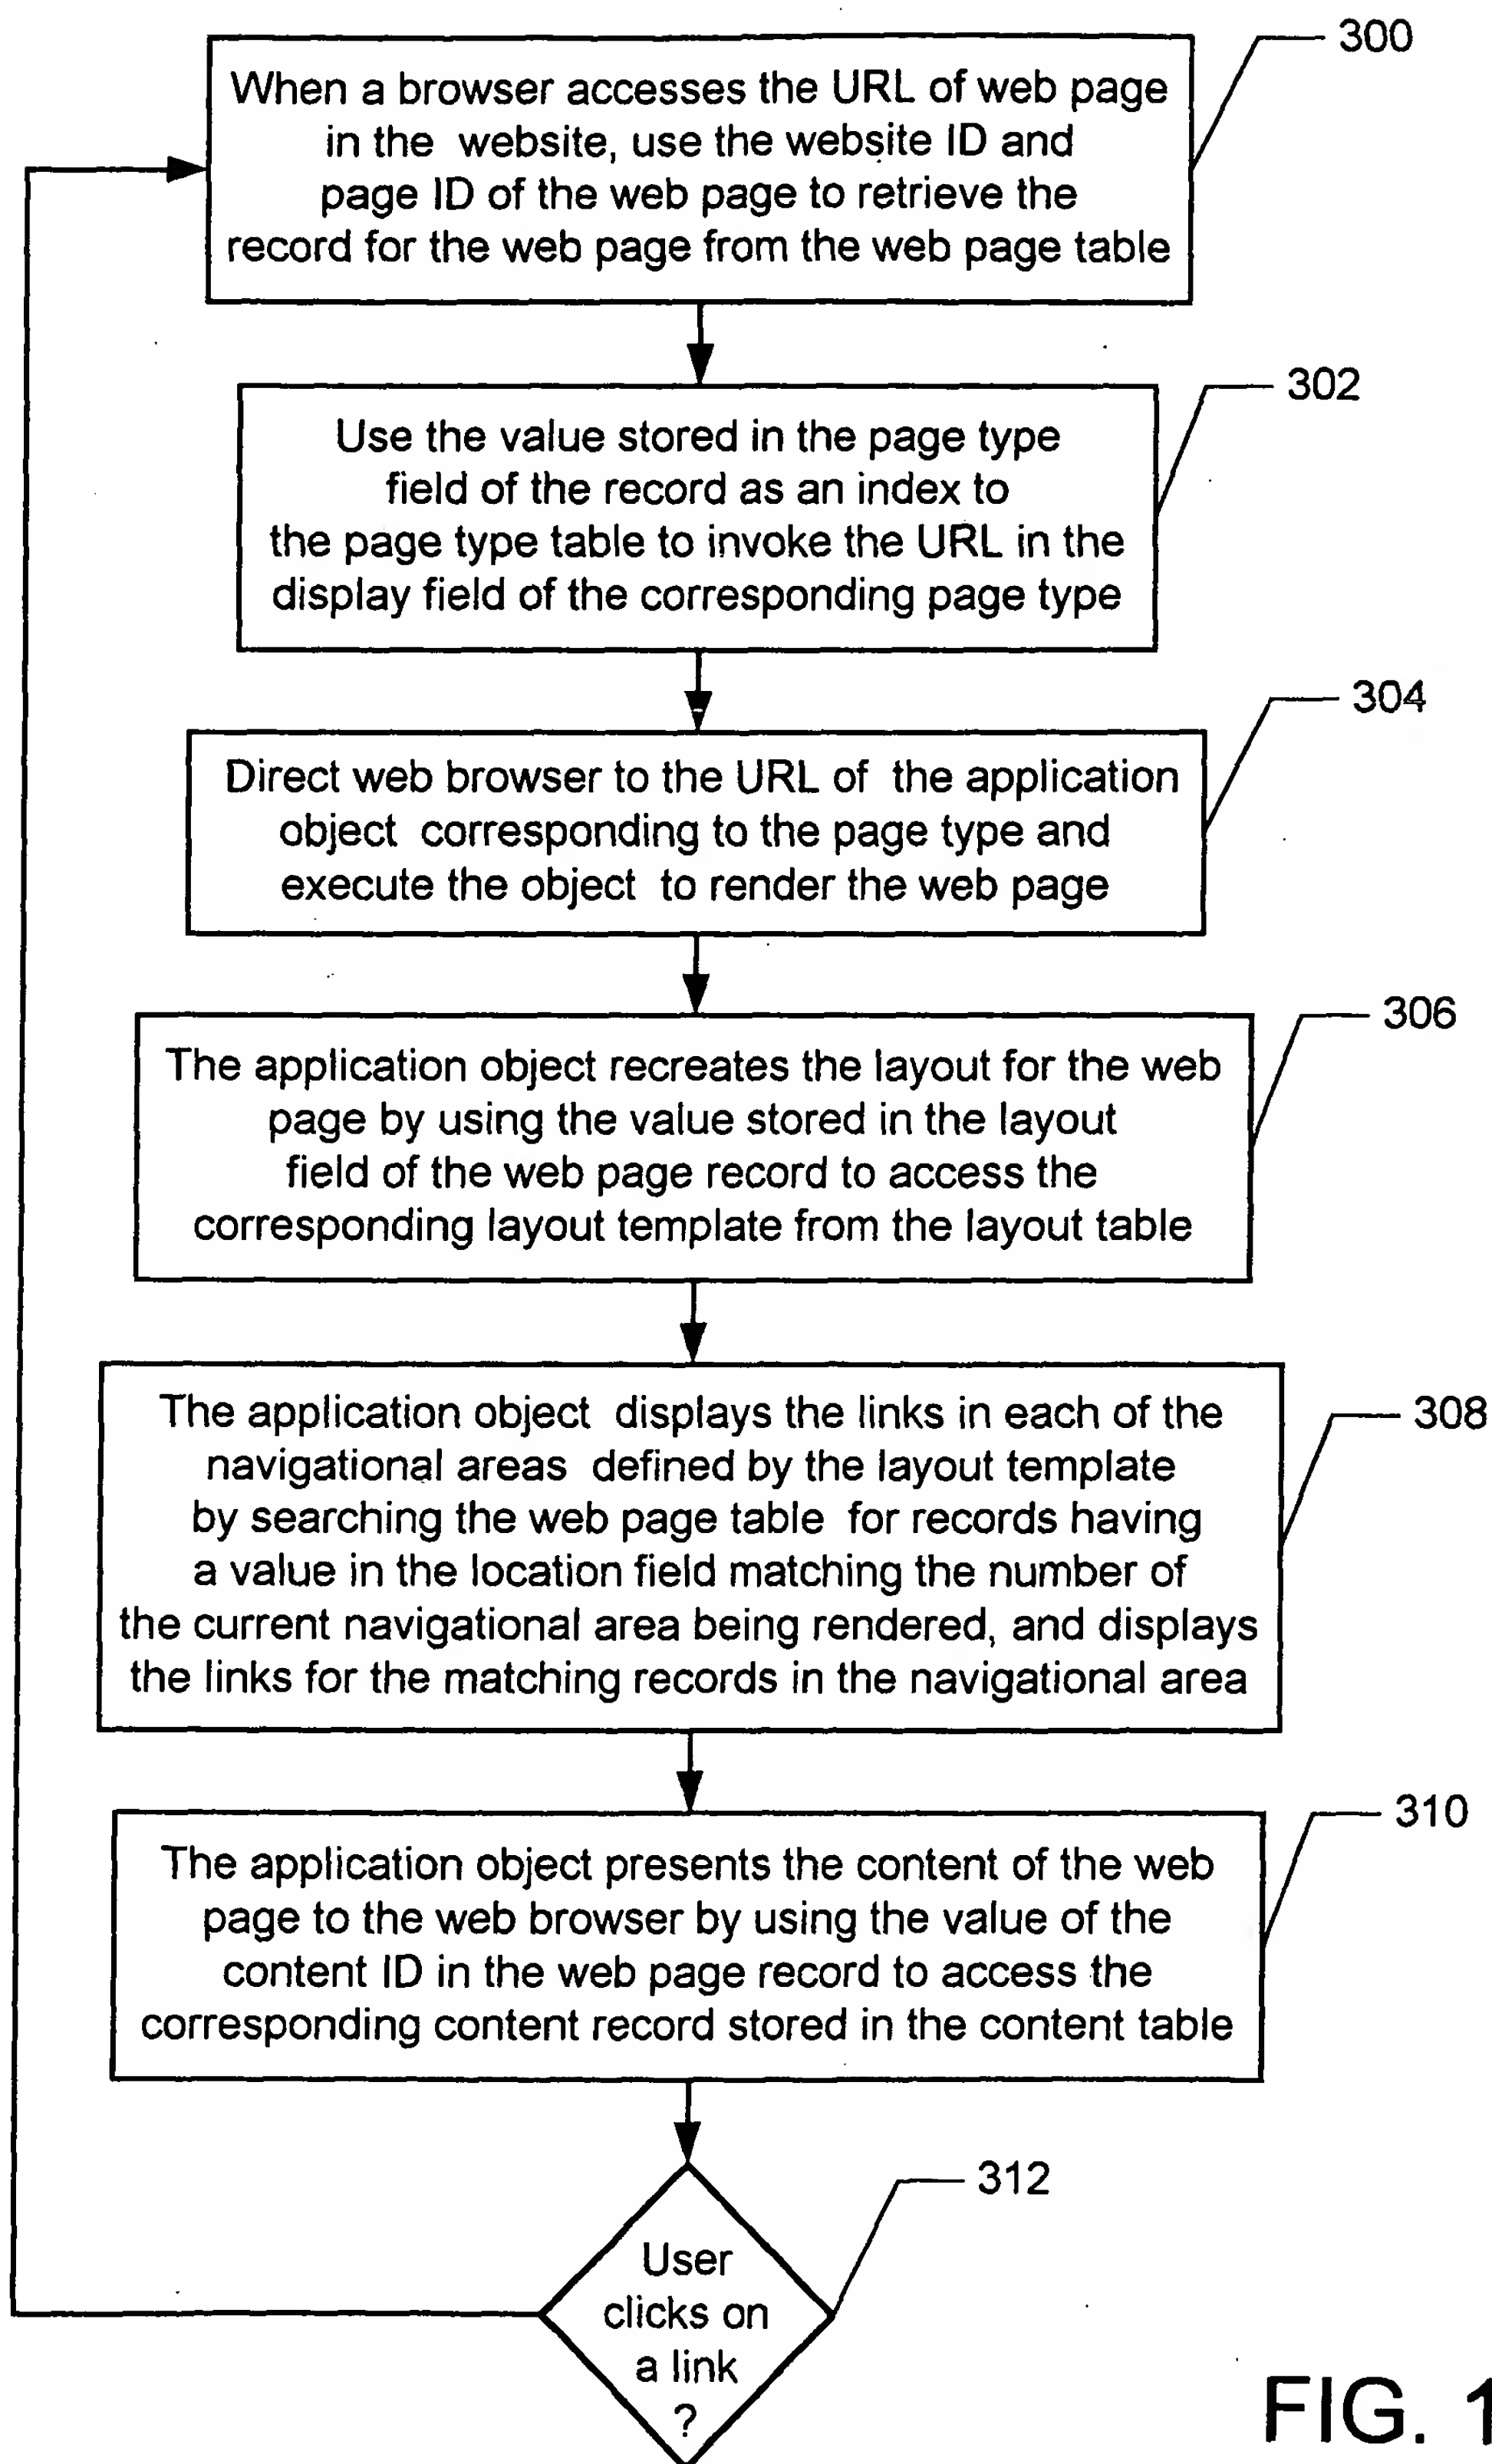 300
When a browser accesses the URL of web page
in the website, use the website ID and
page ID of the web page to retrieve the
record for the web page from the web page table
302
Use the value stored in the page type
field of the record as an index to
the page type table to invoke the URL in the
display field of the corresponding page type
304
Direct web browser to the URL of the application
object corresponding to the page type and
execute the object to render the web page
306
The application object recreates the layout for the web
page by using the value stored in the layout
field of the web page record to access the
corresponding layout template from the layout table
308
The application object displays the links in each of the
navigational areas defined by the layout template
by searching the web page table for records having
a value in the location field matching the number of
the current navigational area being rendered, and displays
the links for the matching records in the navigational area
310
The application object presents the content of the web
page to the web browser by using the value of the
content ID in the web page record to access the
corresponding content record stored in the content table
312
User
clicks on
a link
?
FIG. 1